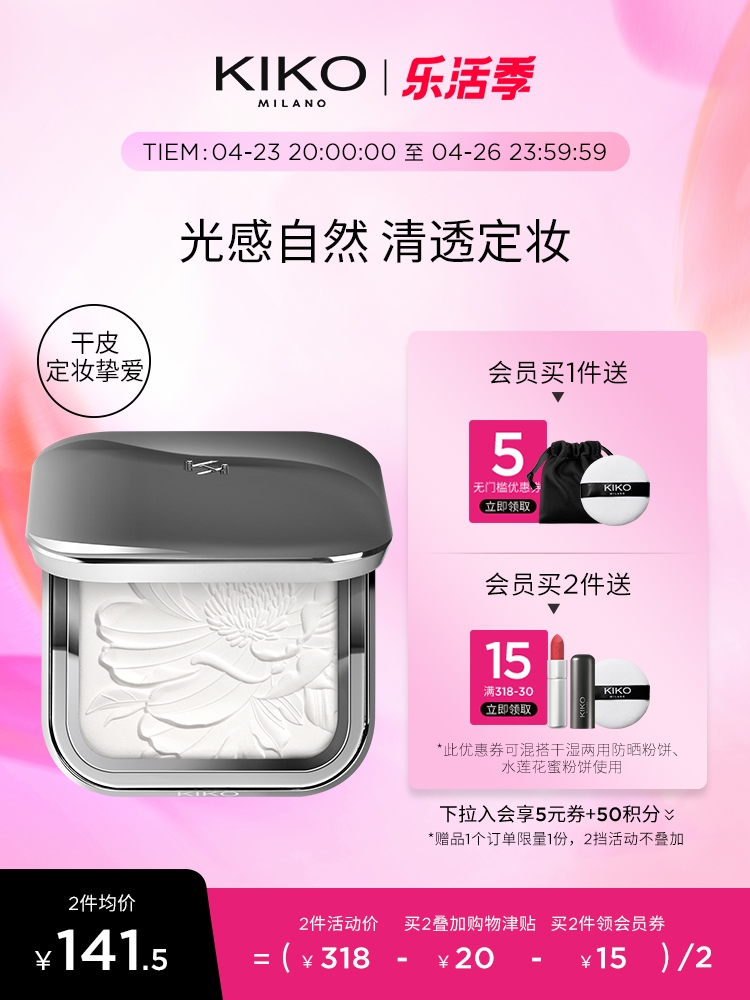 KIKO
MILANO
乐活季
TIEM:04-23 20:00:00 至 04-26 23:59:59
光感自然 清透定妆
干皮
定妆挚爱
会员买1件送
5
无门槛优惠券
立即领取
KIKO
MILANO
会员买2件送
15
满318-30
立即领取
KIKO
KIKO
MILANO
*此优惠券可混搭干湿两用防晒粉饼、
水莲花蜜粉饼使用
KIKO
下拉入会享5元券+50积分
*赠品1个订单限量1份，2挡活动不叠加
2件均价
¥141.5
2件活动价 买2叠加购物津贴 买2件领会员券
=(¥318 - ¥20 - ¥15)/2